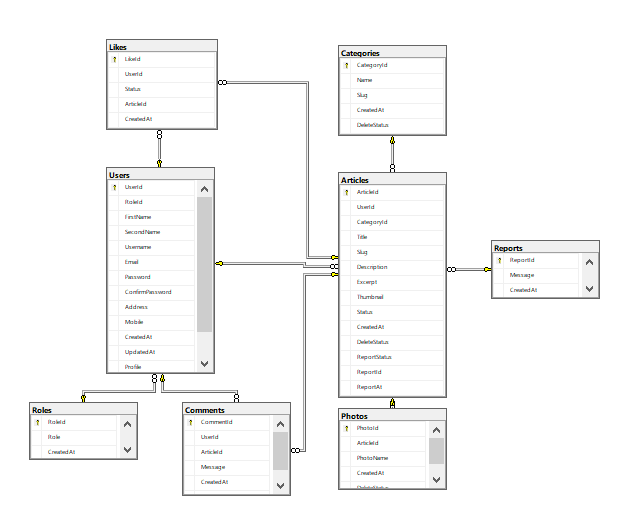 Likes
LikeId
UserId
Status
ArticleId
CreatedAt
Categories
CategoryId
Name
Slug
CreatedAt
DeleteStatus
Users
UserId
RoleId
FirstName
SecondName
Username
Email
Password
ConfirmPassword
Address
Mobile
CreatedAt
UpdatedAt
Profile
Articles
ArticleId
UserId
CategoryId
Title
Slug
Description
Excerpt
Thumbnail
Status
CreatedAt
DeleteStatus
ReportStatus
ReportId
ReportAt
Reports
ReportId
Message
CreatedAt
Roles
RoleId
Role
CreatedAt
Comments
CommentId
UserId
ArticleId
Message
CreatedAt
Photos
PhotoId
ArticleId
PhotoName
CreatedAt
DeleteStatus